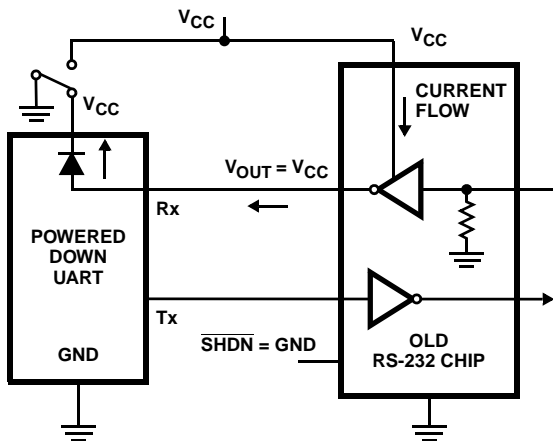 VCC
VCC
VCC
CURRENT
FLOW
VOUT = VCC
Rx
POWERED
DOWN
UART
Tx
GND
SHDN = GND
OLD
RS-232 CHIP